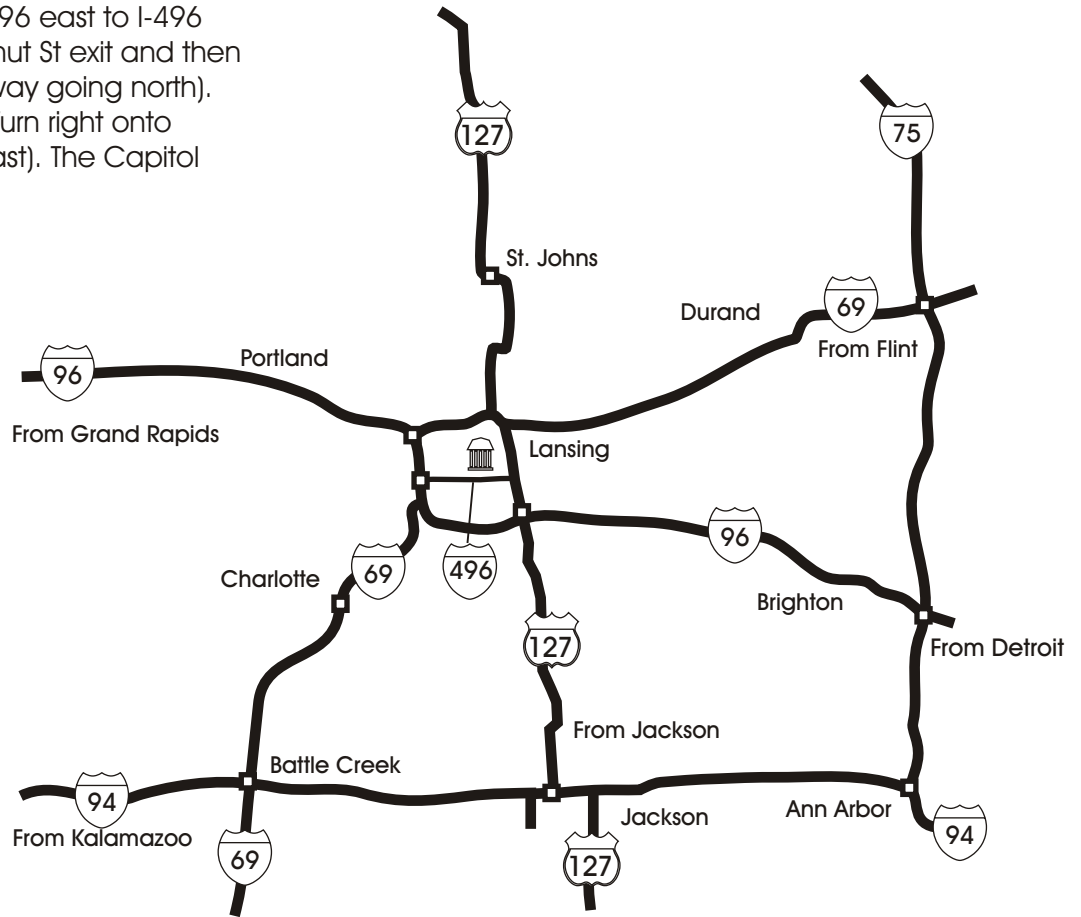 96 east to I-496
nut St exit and then
way going north).
Turn right onto
ast). The Capitol
127
75
St. Johns
Durand
69
From Flint
Portland
96
From Grand Rapids
Lansing
96
69
496
Charlotte
Brighton
127
From Detroit
From Jackson
Battle Creek
94
Ann Arbor
Jackson
From Kalamazoo
94
69
127